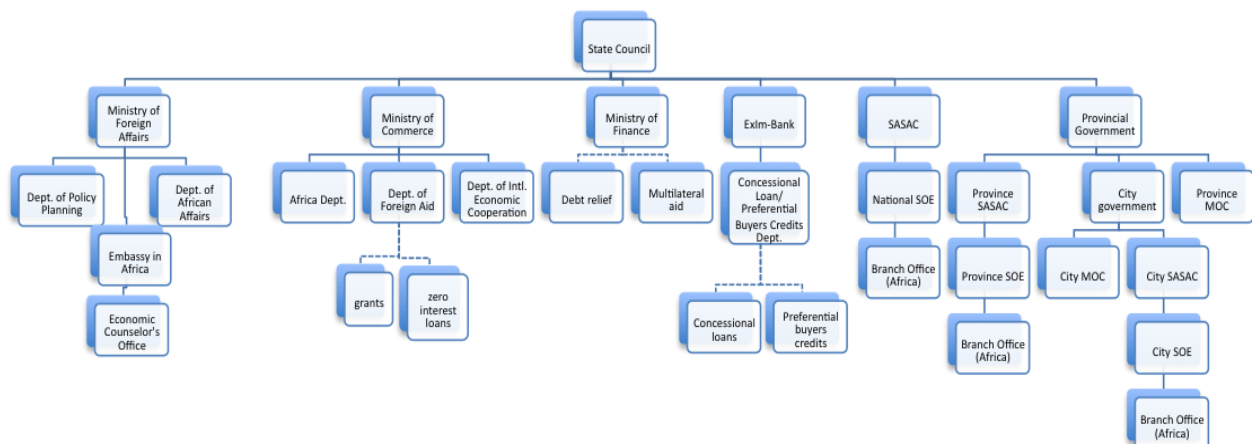 State Council
Ministry of
Foreign
Affairs
Ministry of
Commerce
Ministry of
Finance
ExIm-Bank
SASAC
Provincial
Government
Dept. of Policy
Planning
Dept. of
African
Affairs
Africa Dept.
Dept. of
Foreign Aid
Dept. of Intl.
Economic
Cooperation
Debt relief
Multilateral
aid
Concessional
Loan/
Preferential
Buyers Credits
Dept.
National SOE
Province
SASAC
City
government
Province
MOC
Embassy in
Africa
Branch Office
(Africa)
Province SOE
City MOC
City SASAC
grants
zero
interest
loans
Economic
Counselor's
Office
Concessional
loans
Preferential
buyers
credits
Branch Office
(Africa)
City SOE
Branch Office
(Africa)